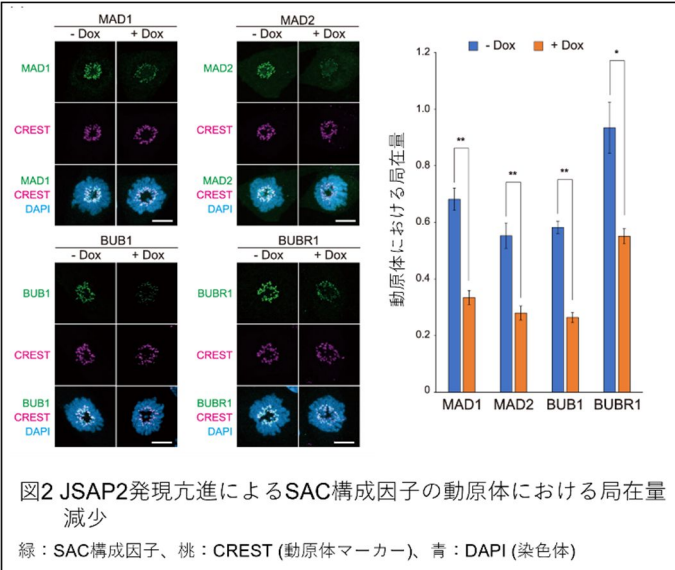 MAD1
- Dox + Dox
MAD1
CREST
MAD1
CREST
DAPI
MAD2
- Dox + Dox
MAD2
CREST
MAD2
CREST
DAPI
BUB1
- Dox + Dox
BUB1
CREST
BUB1
CREST
DAPI
BUBR1
- Dox + Dox
BUBR1
CREST
BUBR1
CREST
DAPI
- Dox + Dox
動原体における局在量
1.2
1.0
0.8
0.6
0.4
0.2
0
** ** ** *
MAD1 MAD2 BUB1 BUBR1
図2 JSAP2発現亢進によるSAC構成因子の動原体における局在量
減少
緑：SAC構成因子、桃：CREST (動原体マーカー)、青：DAPI (染色体)